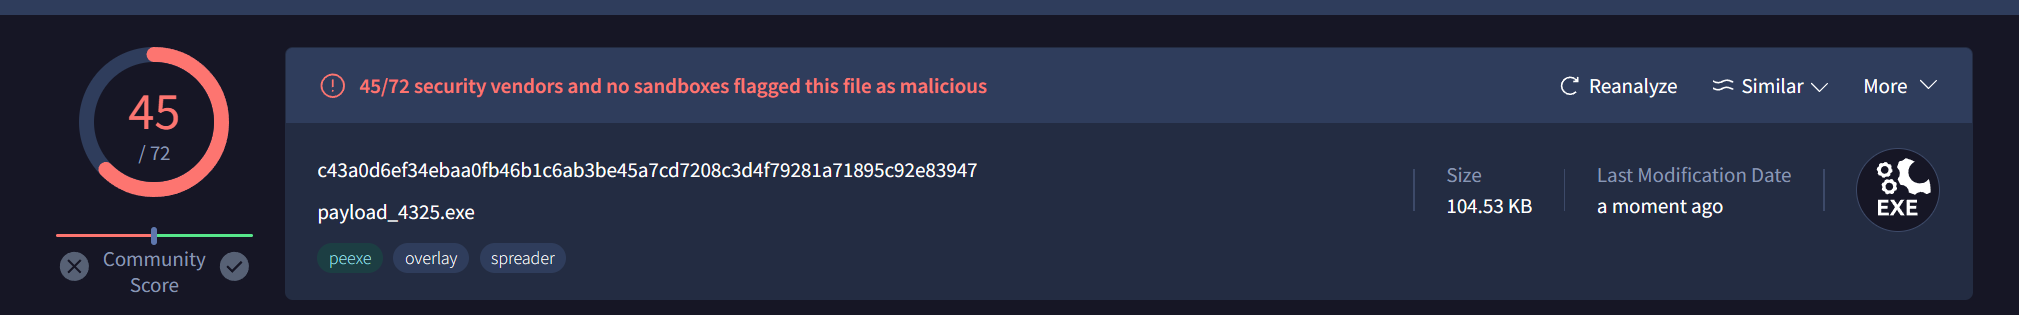 45/72 security vendors and no sandboxes flagged this file as malicious
Reanalyze
Similar
More
45
/ 72
Community
Score
c43a0d6ef34ebaa0fb46b1c6ab3be45a7cd7208c3d4f79281a71895c92e83947
payload_4325.exe
peexe
overlay
spreader
Size
104.53 KB
Last Modification Date
a moment ago
EXE